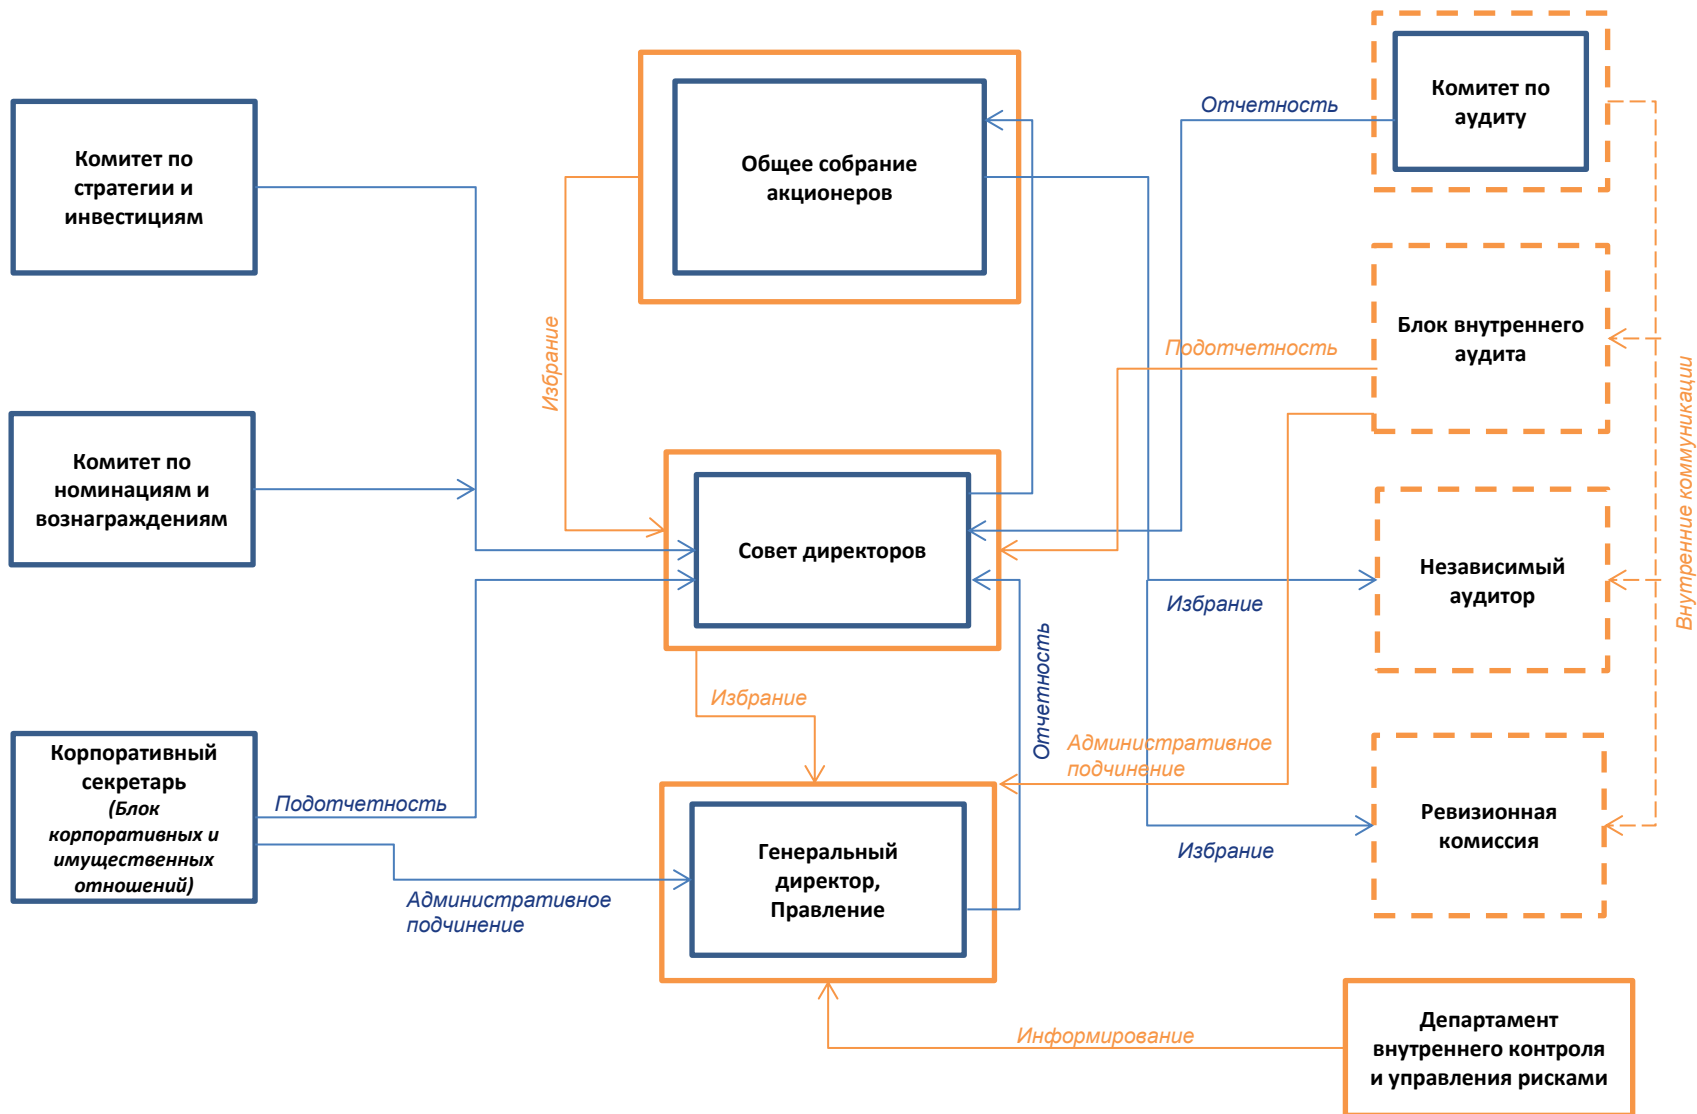 Комитет по
стратегии и
инвестициям
Общее собрание
акционеров
Отчетность
Комитет по
аудиту
Избрание
Подотчетность
Блок внутреннего
аудита
Внутренние коммуникации
Комитет по
номинациям и
вознаграждениям
Совет директоров
Независимый
аудитор
Избрание
Избрание
Отчетность
Административное
подчинение
Корпоративный
секретарь
(Блок
корпоративных и
имущественных
отношений)
Подотчетность
Административное
подчинение
Генеральный
директор,
Правление
Избрание
Ревизионная
комиссия
Информирование
Департамент
внутреннего контроля
и управления рисками